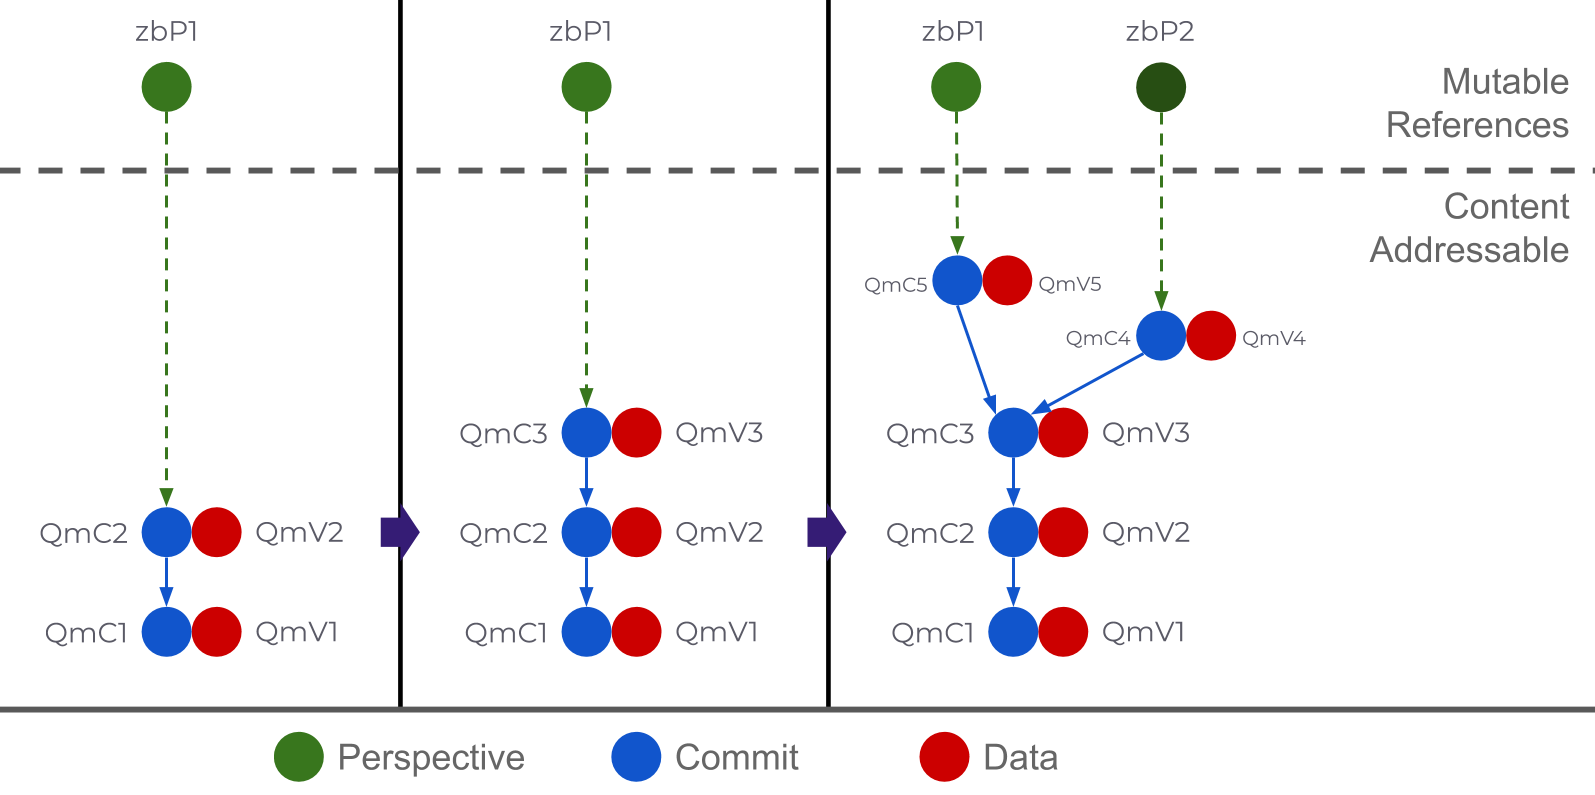 zbP1
zbP1
zbP1
zbP2
Mutable
References
Content
Addressable
QmC5
QmV5
QmC4
QmV4
QmC3
QmV3
QmC3
QmV3
QmC2
QmV2
QmC2
QmV2
QmC2
QmV2
QmC1
QmV1
QmC1
QmV1
QmC1
QmV1
Perspective
Commit
Data